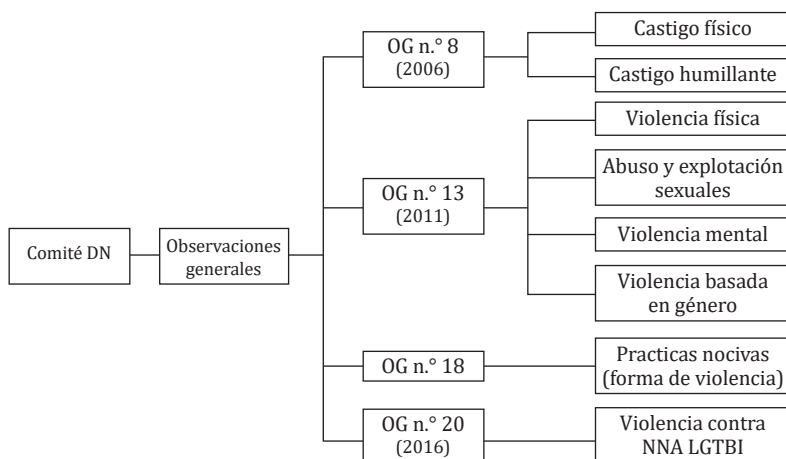 Comité DN
Observaciones
generales
OG n.° 8
(2006)
Castigo físico
Castigo humillante
OG n.° 13
(2011)
Violencia física
Abuso y explotación
sexuales
Violencia mental
Violencia basada
en género
OG n.° 18
Practicas nocivas
(forma de violencia)
OG n.° 20
(2016)
Violencia contra
NNA LGTBI